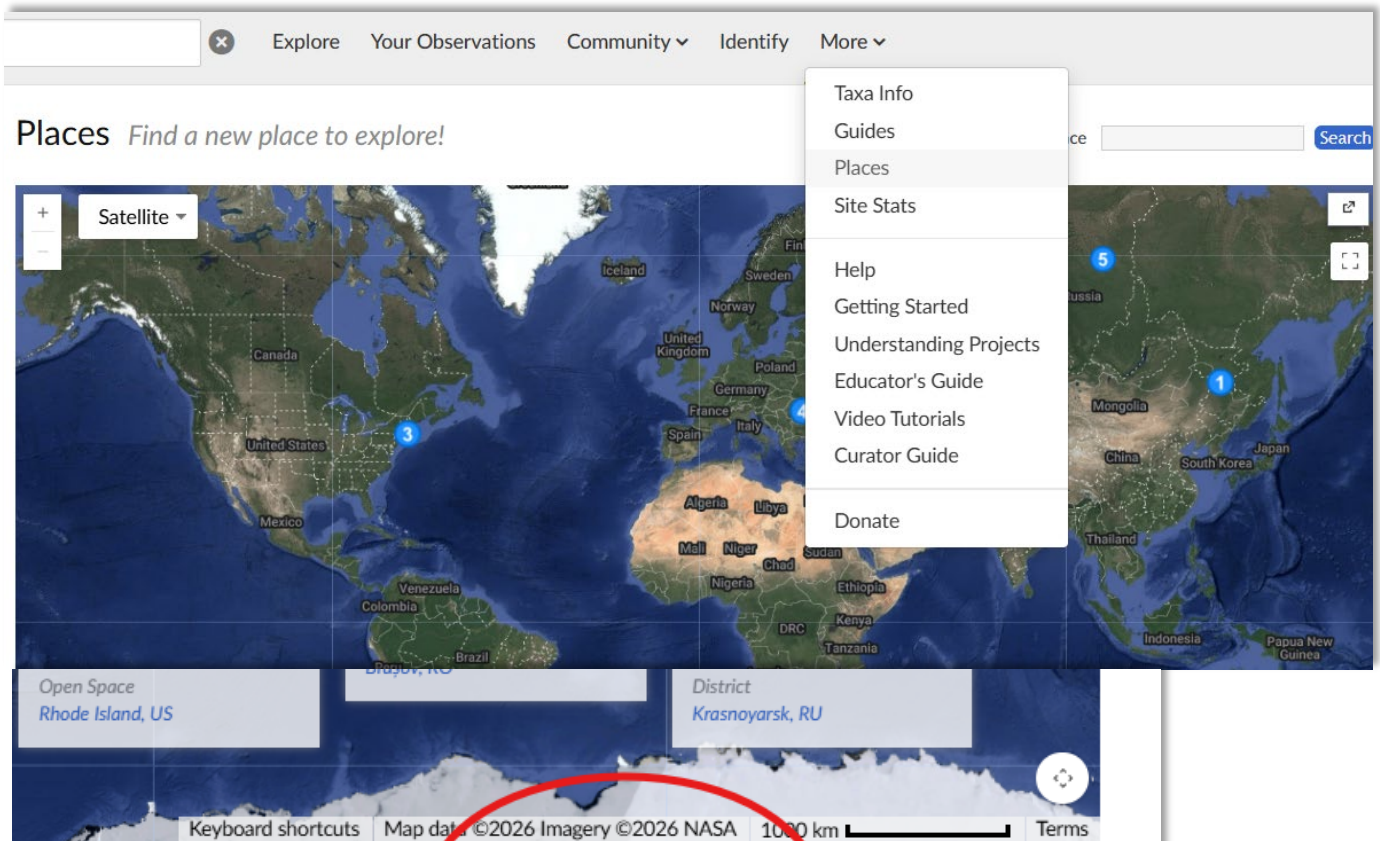 Explore Your Observations Community Identify More
Taxa Info
Guides
Places
Site Stats
Help
Getting Started
Understanding Projects
Educator's Guide
Video Tutorials
Curator Guide
Donate
Places Find a new place to explore!
ce Search
+ Satellite
−
Iceland
Sweden
Norway
United
Kingdom
Poland
Germany
France
Italy
Spain
Canada
United States
Mexico
Venezuela
Colombia
Brazil
Algeria
Libya
Mali Niger
Chad
Sudan
Nigeria
Ethiopia
Kenya
DRC
Tanzania
Mongolia
China
South Korea
Japan
Thailand
Indonesia
Papua New
Guinea
3
4
5
1
Open Space
Rhode Island, US
District
Krasnoyarsk, RU
Keyboard shortcuts Map data ©2026 Imagery ©2026 NASA 1000 km Terms